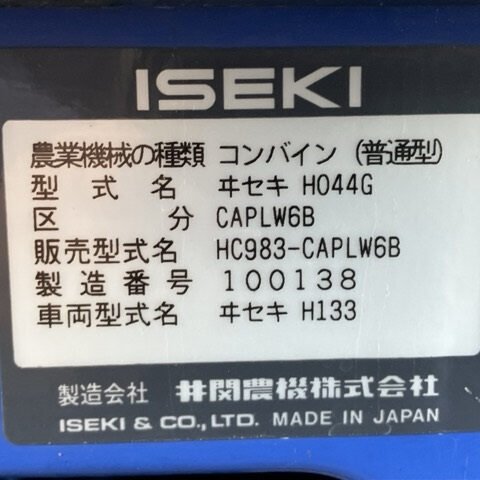 ISEKI
農業機械の種類 コンバイン (普通型)
型式名 ヰセキ HO44G
区分 CAPLW6B
販売型式名 HC983-CAPLW6B
製造番号 100138
車両型式名 ヰセキ H133
製造会社 井関農機株式会社
ISEKI & CO.,LTD. MADE IN JAPAN